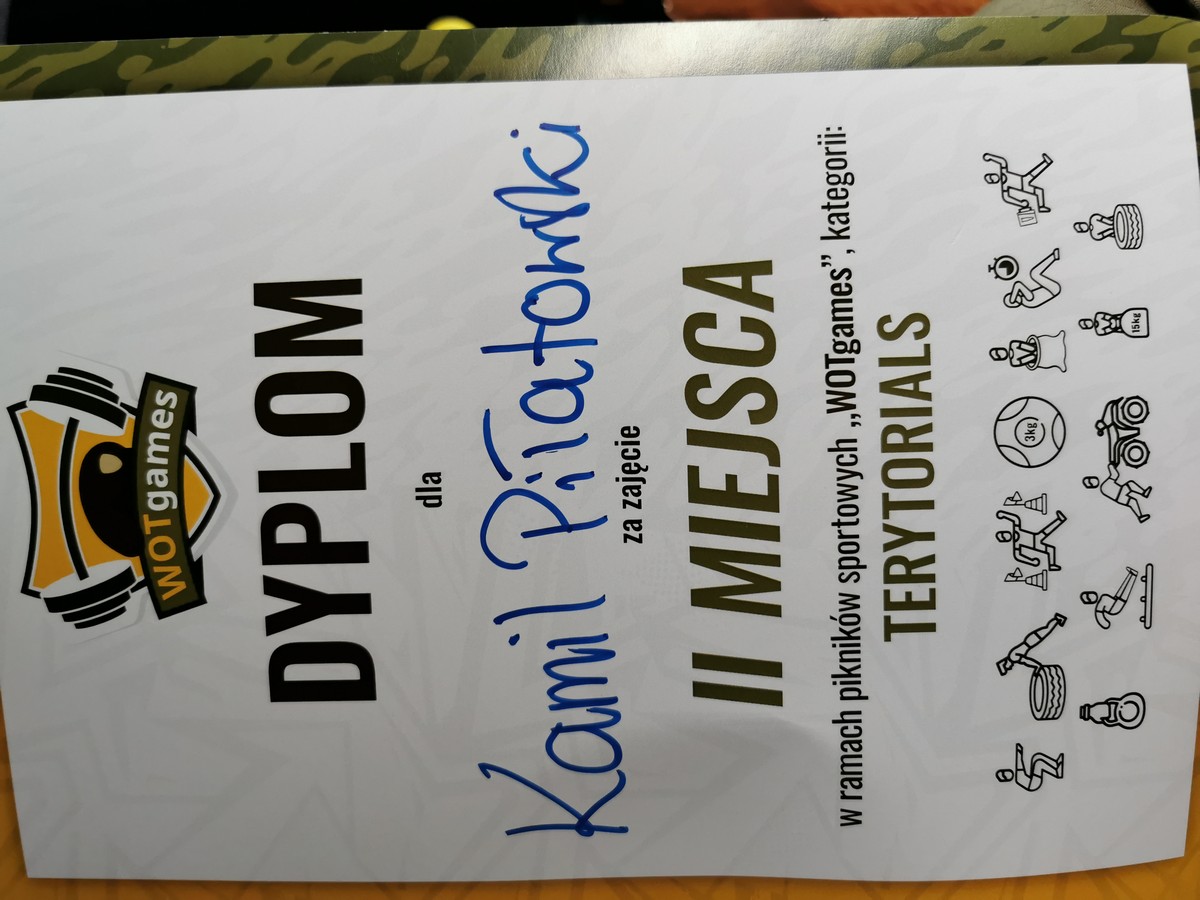 WOTgames
DYPLOM
dla
Kamil Piłatowski
za zajęcie
II MIEJSCA
w ramach pikników sportowych „WOTgames”, kategorii:
TERYTORIALS
3kg
15kg